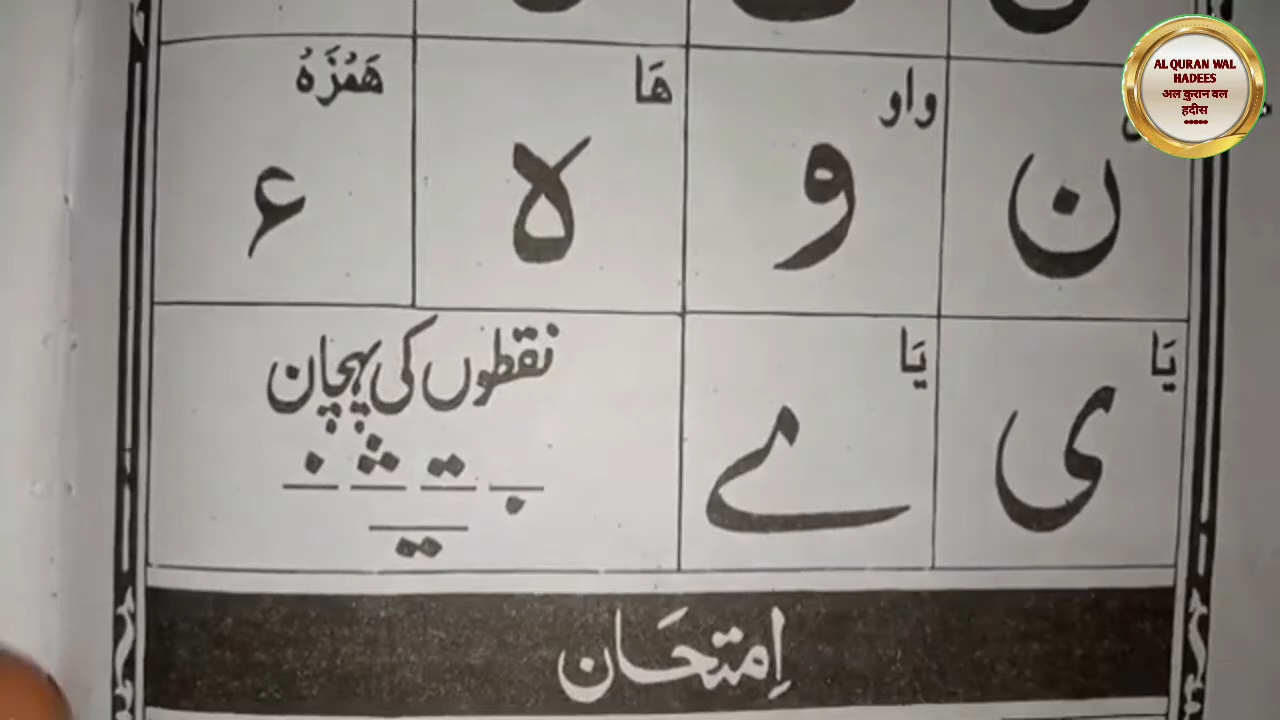 AL QURAN WAL
HADEES
अल कुरान वल
हदीस
واو
هَا
هَمْزَہْ
ن
و
ہ
ء
يَا
يَا
نقطوں کی پہچان
ی
ے
اِمتحَان